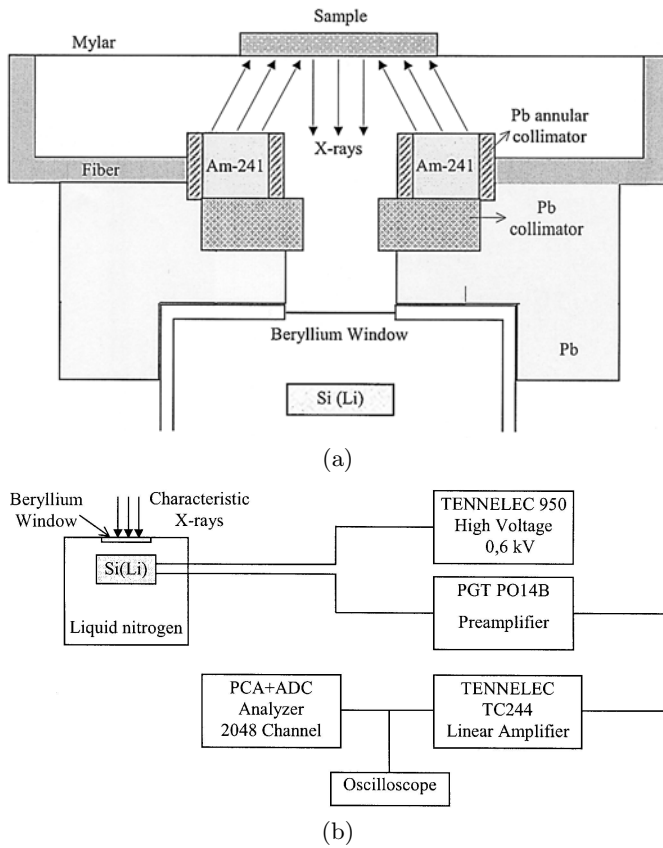 Sample
Mylar
Pb annular
collimator
X-rays
Am-241
Am-241
Fiber
Pb
collimator
Beryllium Window
Pb
Si (Li)
(a)
Beryllium
Window
Characteristic
X-rays
Si(Li)
Liquid nitrogen
TENNELEC 950
High Voltage
0,6 kV
PGT PO14B
Preamplifier
PCA+ADC
Analyzer
2048 Channel
TENNELEC
TC244
Linear Amplifier
Oscilloscope
(b)